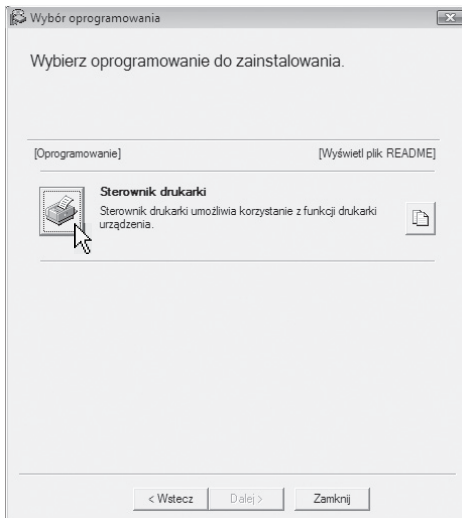 Wybór oprogramowania
Wybierz oprogramowanie do zainstalowania.
[Oprogramowanie] [Wyświetl plik README]
Sterownik drukarki
Sterownik drukarki umożliwia korzystanie z funkcji drukarki
urządzenia.
< Wstecz Dalej > Zamknij